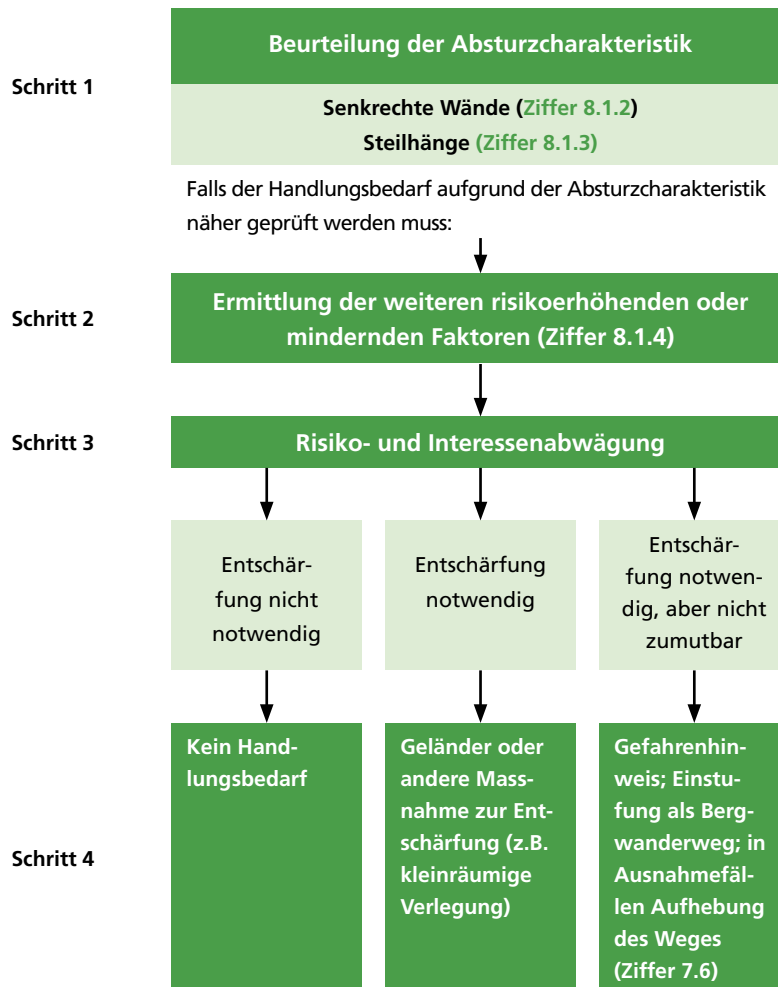 Schritt 1
Beurteilung der Absturzcharakteristik
Senkrechte Wände (Ziffer 8.1.2)
Steilhänge (Ziffer 8.1.3)
Falls der Handlungsbedarf aufgrund der Absturzcharakteristik
näher geprüft werden muss:
Schritt 2
Ermittlung der weiteren risikoerhöhenden oder
mindernden Faktoren (Ziffer 8.1.4)
Schritt 3
Risiko- und Interessenabwägung
Entschär-
fung nicht
notwendig
Entschärfung
notwendig
Entschär-
fung notwen-
dig, aber nicht
zumutbar
Schritt 4
Kein Hand-
lungsbedarf
Geländer oder
andere Mass-
nahme zur Ent-
schärfung (z.B.
kleinräumige
Verlegung)
Gefahrenhin-
weis; Einstu-
fung als Berg-
wanderweg; in
Ausnahmefäl-
len Aufhebung
des Weges
(Ziffer 7.6)